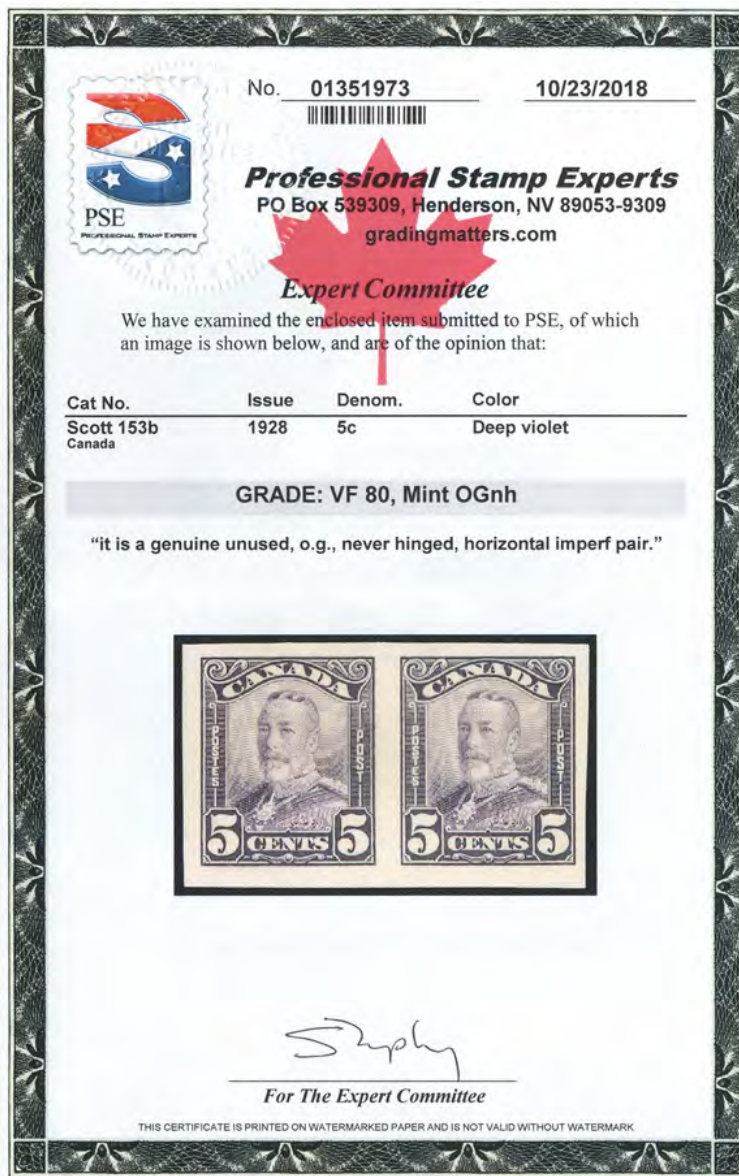 No. 01351973 10/23/2018
PSE
PROFESSIONAL STAMP EXPERTS
Professional Stamp Experts
PO Box 539309, Henderson, NV 89053-9309
gradingmatters.com
Expert Committee
We have examined the enclosed item submitted to PSE, of which
an image is shown below, and are of the opinion that:
Cat No. Issue Denom. Color
Scott 153b 1928 5c Deep violet
Canada
GRADE: VF 80, Mint OGnh
“it is a genuine unused, o.g., never hinged, horizontal imperf pair.”
CANADA CANADA
POSTES POST POSTES POST
5 CENTS 5 5 CENTS 5
For The Expert Committee
THIS CERTIFICATE IS PRINTED ON WATERMARKED PAPER AND IS NOT VALID WITHOUT WATERMARK